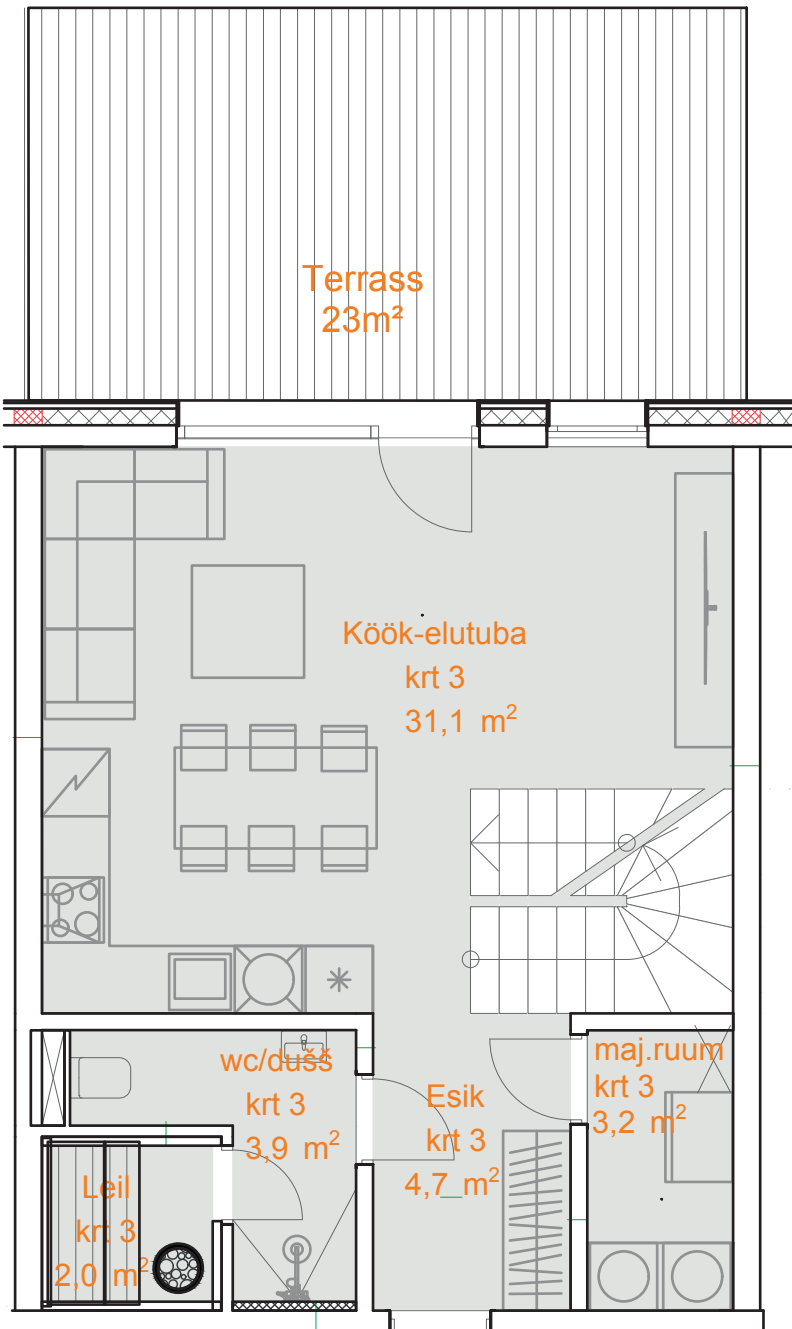 Terrass
23m²
Köök-elutuba
krt 3
31,1 m²
wc/dušš
krt 3
3,9 m²
Esik
krt 3
4,7 m²
maj.ruum
krt 3
3,2 m²
Leil
krt 3
2,0 m²